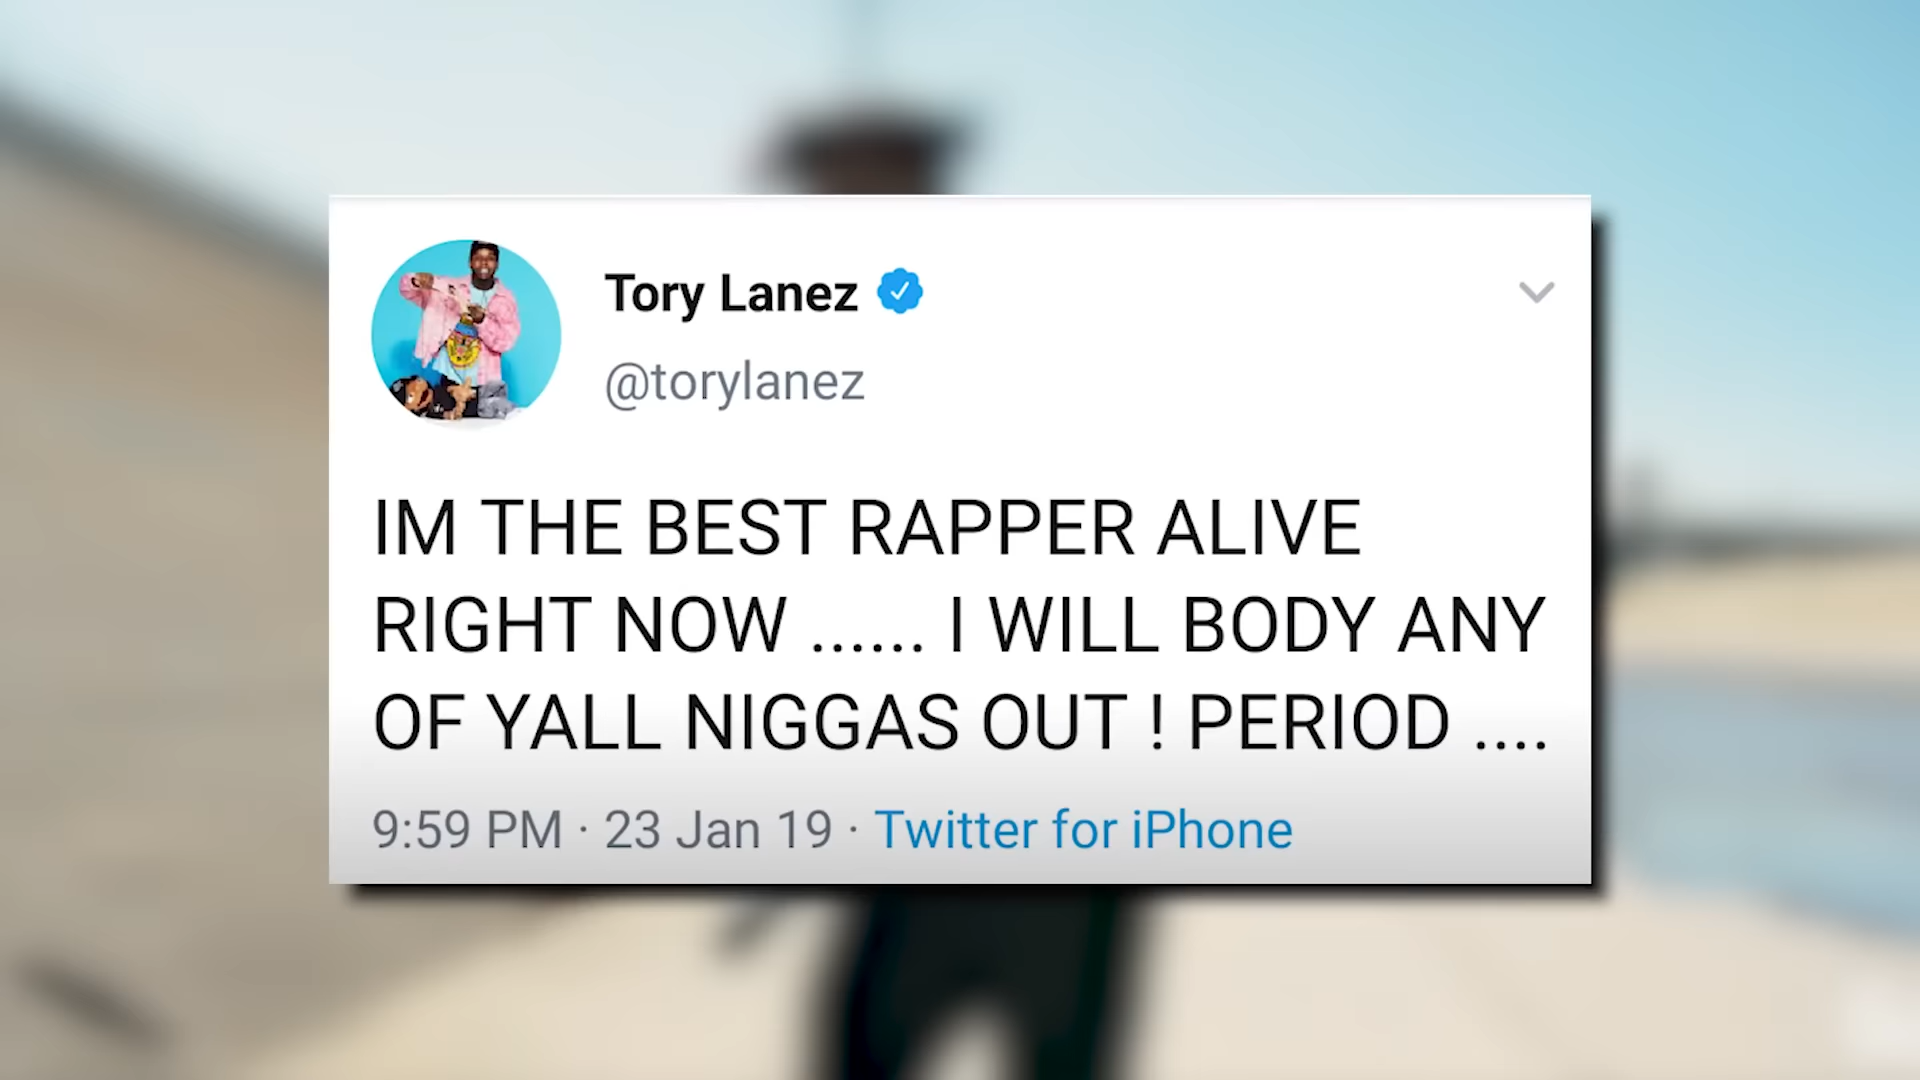 Tory Lanez
@torylanez
IM THE BEST RAPPER ALIVE
RIGHT NOW ...... I WILL BODY ANY
OF YALL NIGGAS OUT ! PERIOD ....
9:59 PM · 23 Jan 19 · Twitter for iPhone